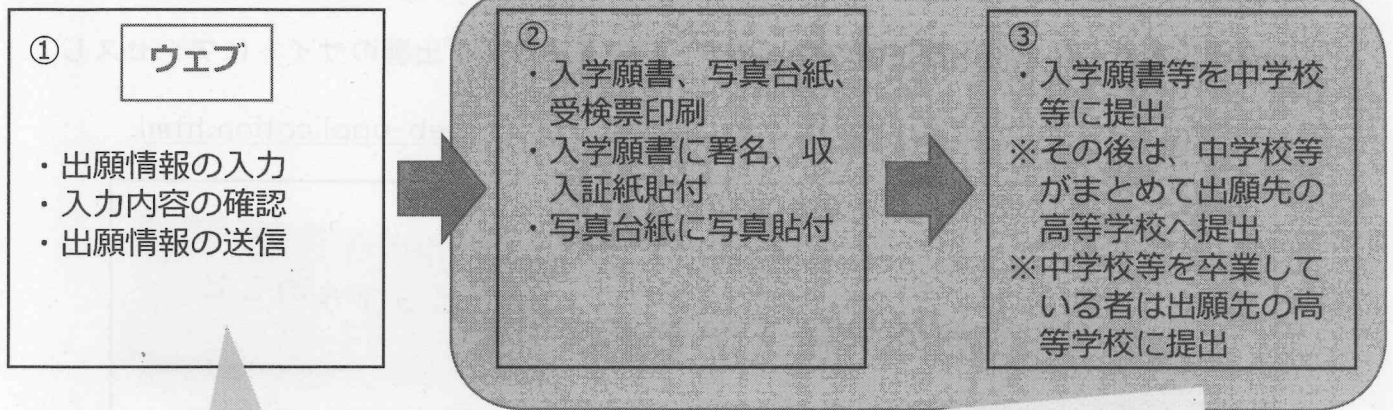 ①
ウェブ
・出願情報の入力
・入力内容の確認
・出願情報の送信
②
・入学願書、写真台紙、
受検票印刷
・入学願書に署名、収
入証紙貼付
・写真台紙に写真貼付
③
・入学願書等を中学校
等に提出
※その後は、中学校等
がまとめて出願先の
高等学校へ提出
※中学校等を卒業して
いる者は出願先の高
等学校に提出